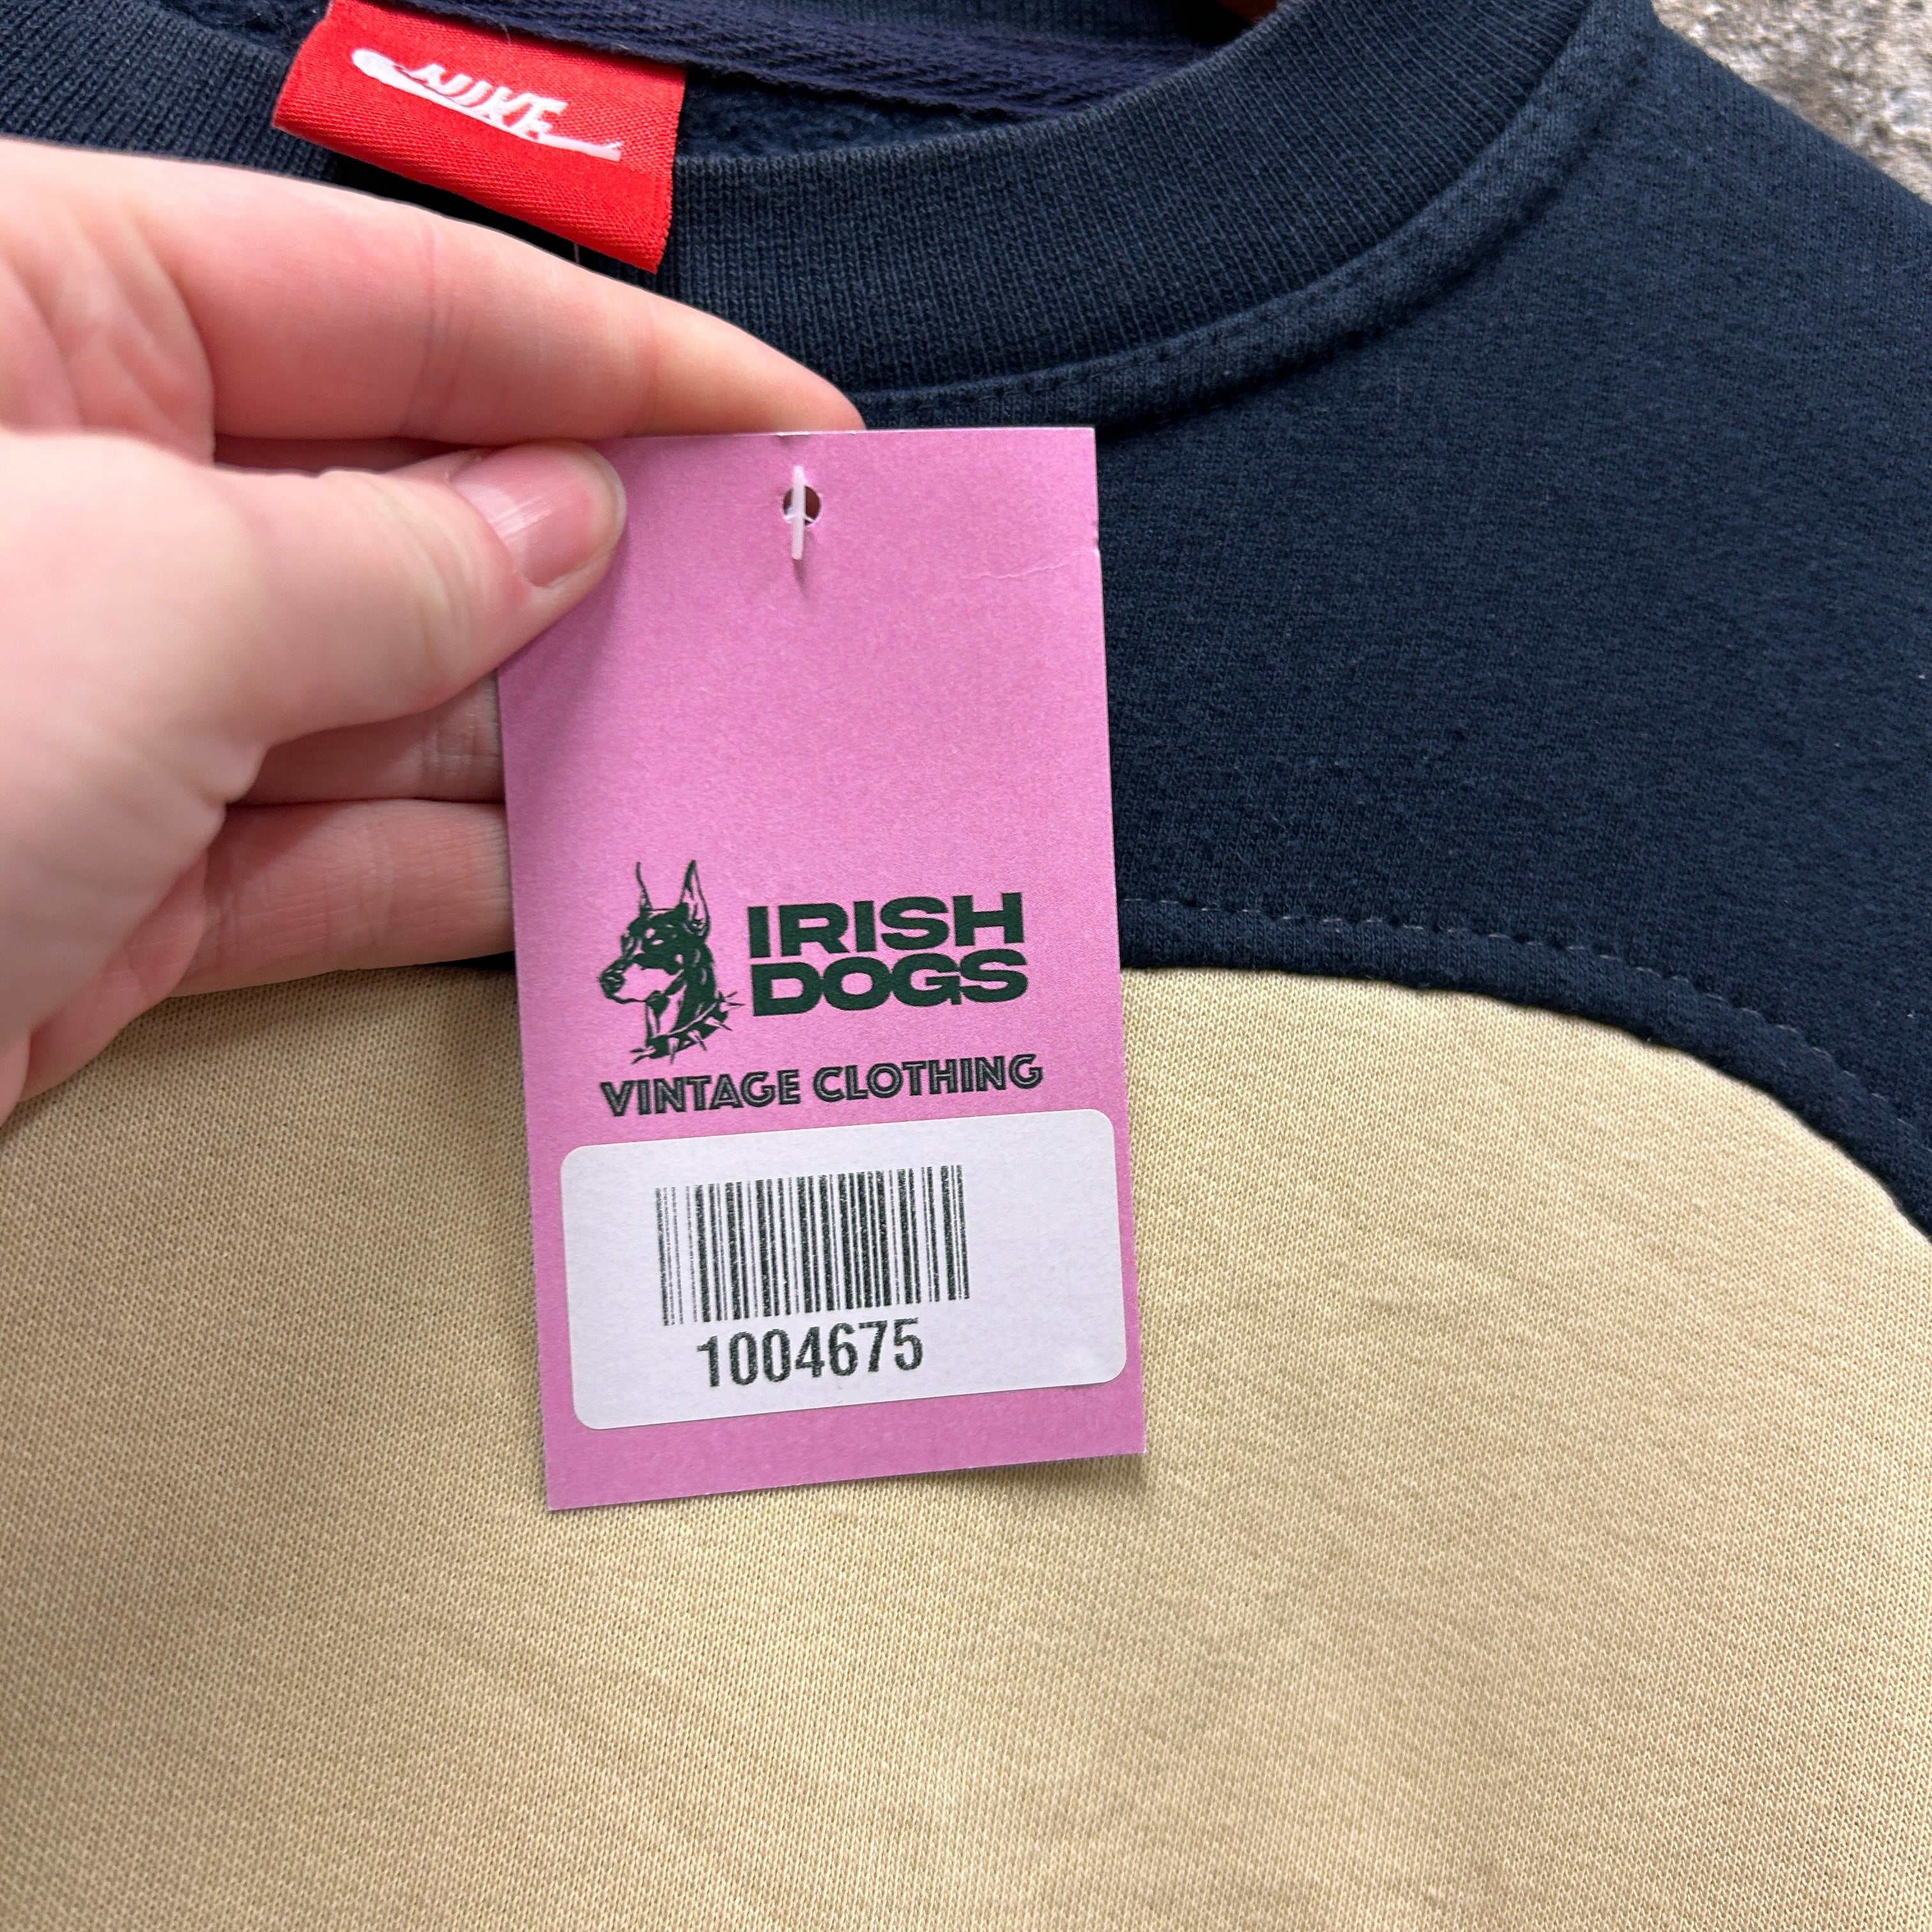 NIKE
IRISH
DOGS
VINTAGE CLOTHING
1004675